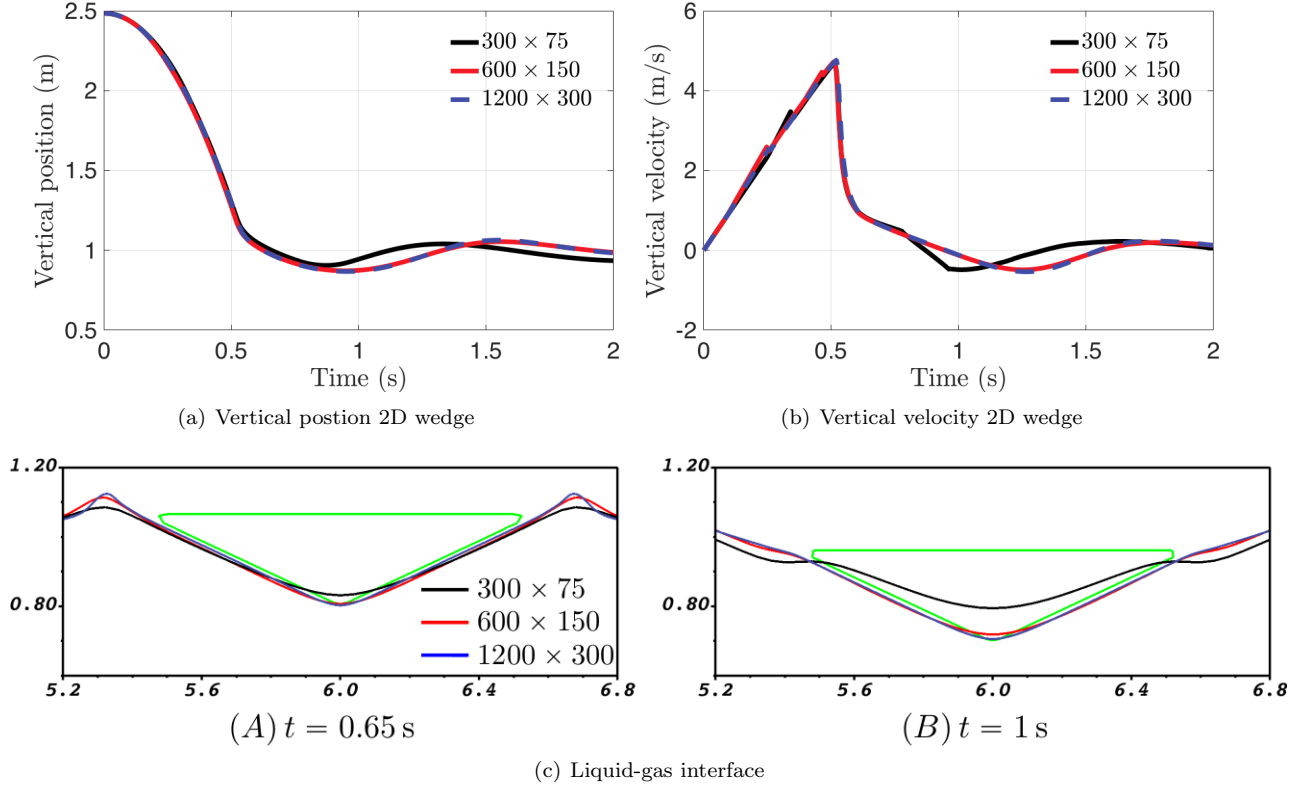 2.5
2
1.5
1
0.5
Vertical position (m)
300 × 75
600 × 150
1200 × 300
0 0.5 1 1.5 2
Time (s)
(a) Vertical postion 2D wedge
6
4
2
0
-2
Vertical velocity (m/s)
300 × 75
600 × 150
1200 × 300
0 0.5 1 1.5 2
Time (s)
(b) Vertical velocity 2D wedge
1.20
0.80
300 × 75
600 × 150
1200 × 300
5.2 5.6 6.0 6.4 6.8
(A) t = 0.65 s
1.20
0.80
5.2 5.6 6.0 6.4 6.8
(B) t = 1 s
(c) Liquid-gas interface